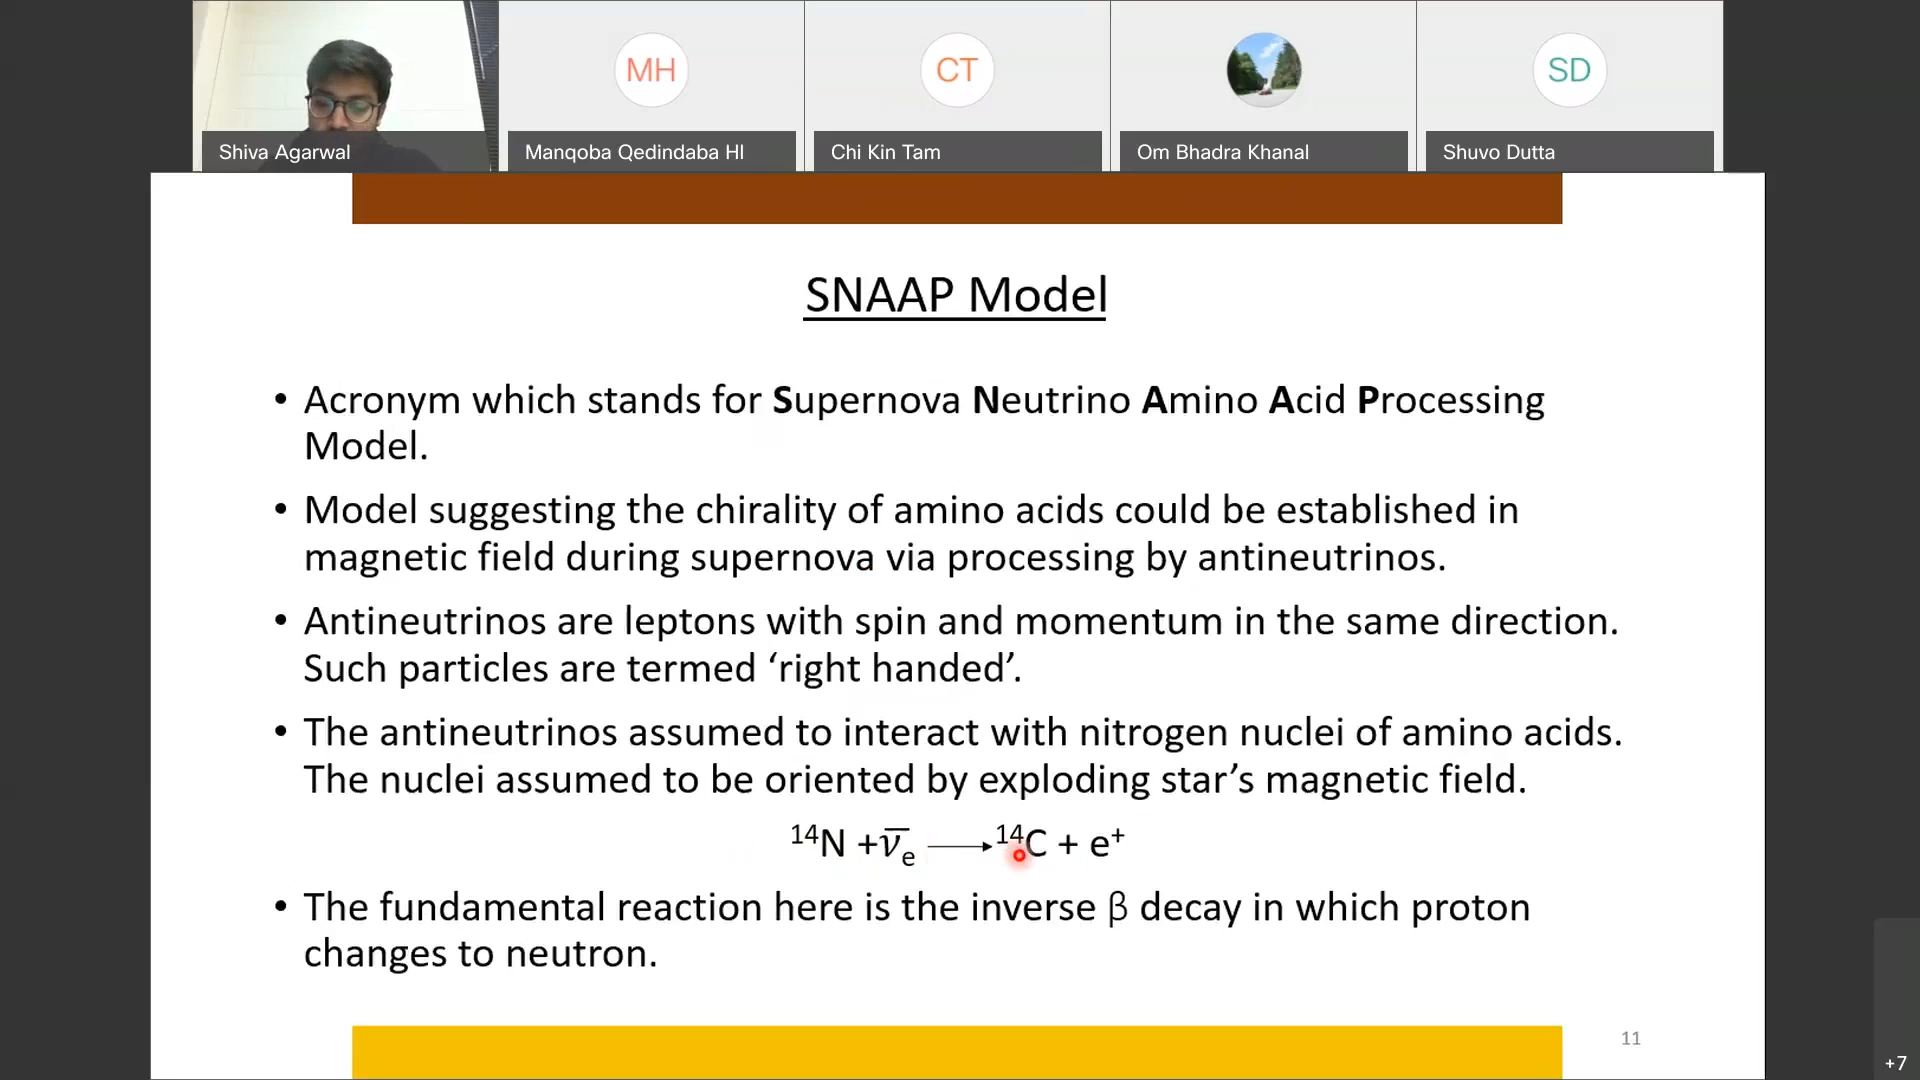 MH
CT
SD
Shiva Agarwal
Manqoba Qedindaba Hl
Chi Kin Tam
Om Bhadra Khanal
Shuvo Dutta
SNAAP Model
• Acronym which stands for Supernova Neutrino Amino Acid Processing
Model.
• Model suggesting the chirality of amino acids could be established in
magnetic field during supernova via processing by antineutrinos.
• Antineutrinos are leptons with spin and momentum in the same direction.
Such particles are termed ‘right handed’.
• The antineutrinos assumed to interact with nitrogen nuclei of amino acids.
The nuclei assumed to be oriented by exploding star’s magnetic field.
¹⁴N +ν̅ₑ ⟶ ¹⁴C + e⁺
• The fundamental reaction here is the inverse β decay in which proton
changes to neutron.
11
+7